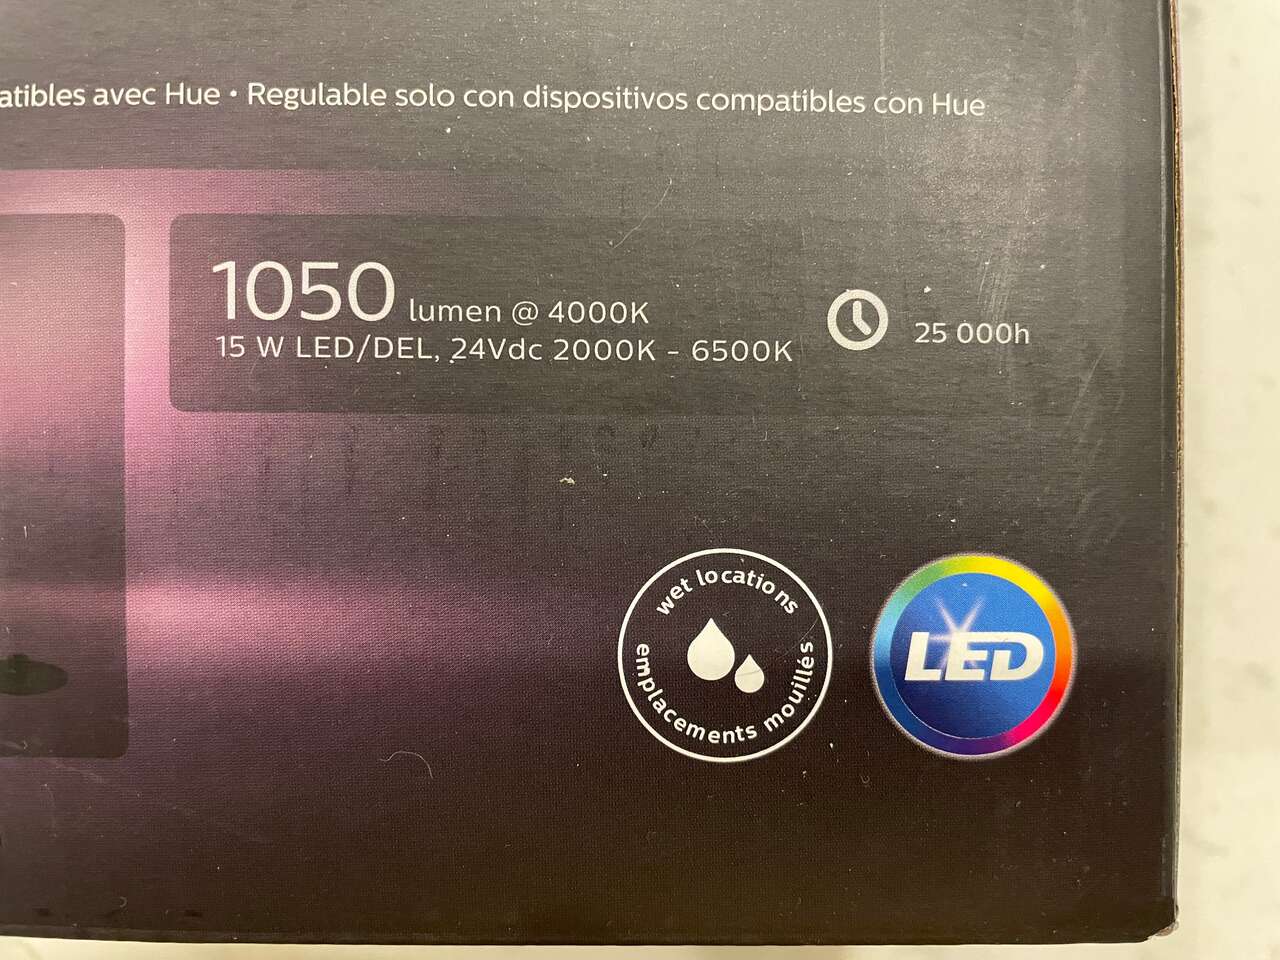 atibles avec Hue • Regulable solo con dispositivos compatibles con Hue
1050 lumen @ 4000K
25 000h
15 W LED/DEL, 24Vdc 2000K - 6500K
wet locations
emplacements mouillés
LED